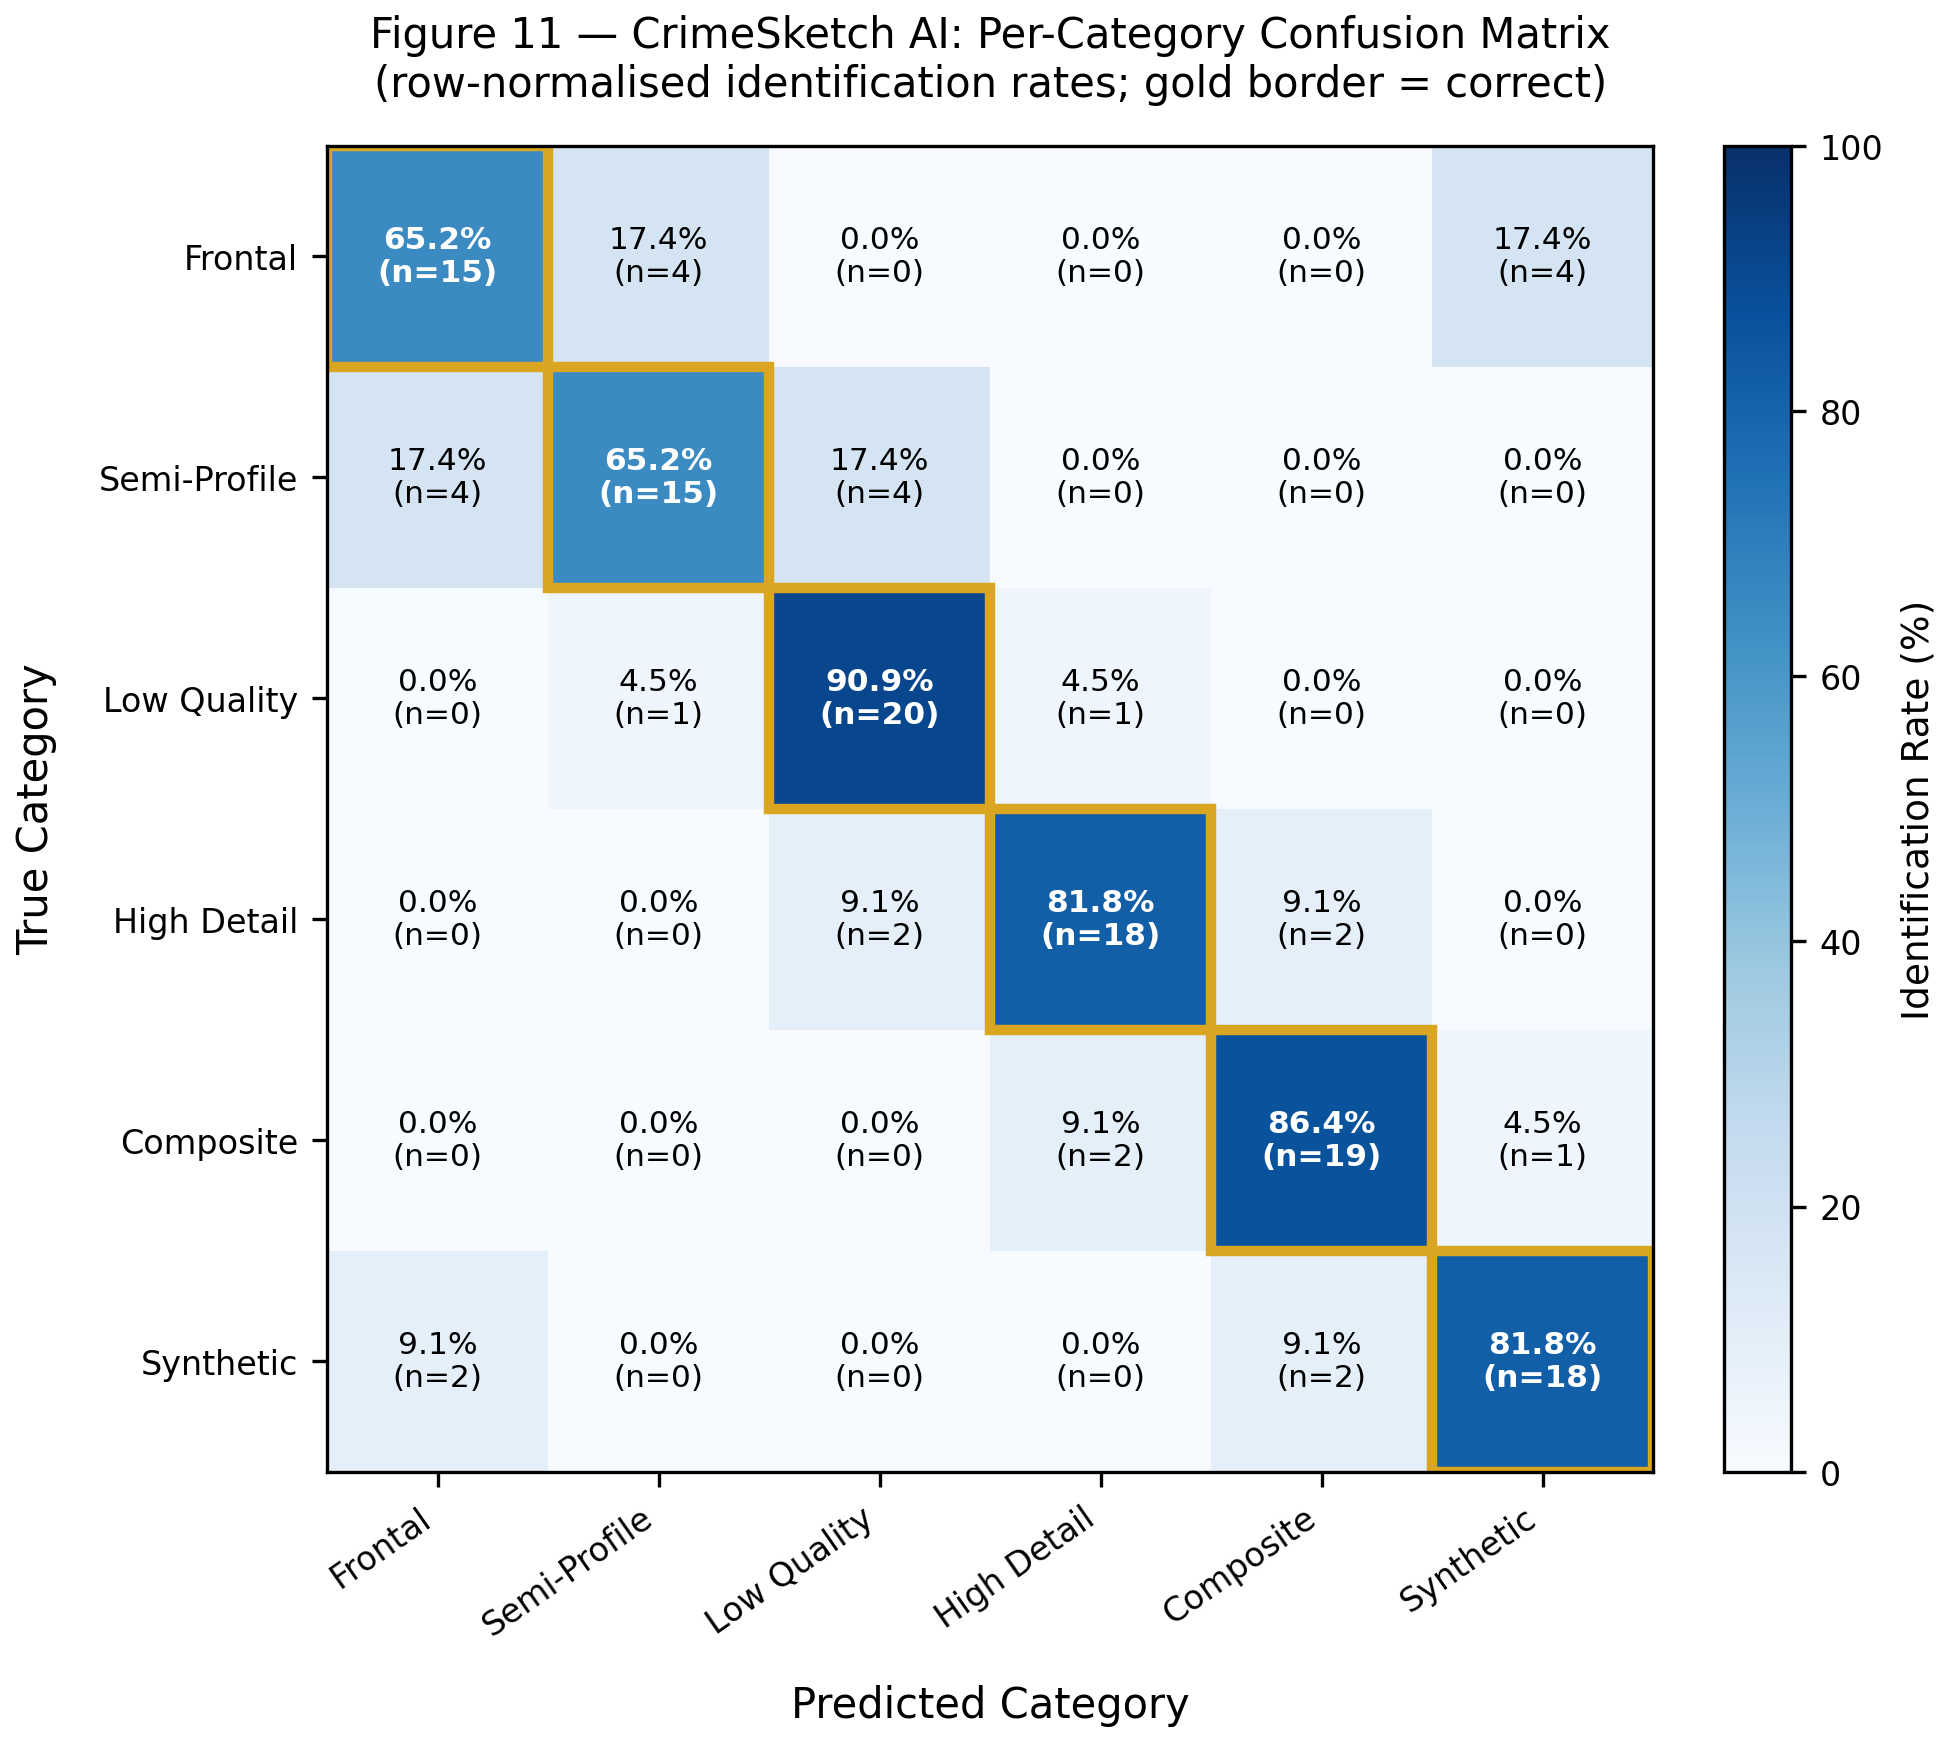 Figure 11 — CrimeSketch AI: Per-Category Confusion Matrix
(row-normalised identification rates; gold border = correct)
True Category
Frontal
65.2%
(n=15)
17.4%
(n=4)
0.0%
(n=0)
0.0%
(n=0)
0.0%
(n=0)
17.4%
(n=4)
Semi-Profile
17.4%
(n=4)
65.2%
(n=15)
17.4%
(n=4)
0.0%
(n=0)
0.0%
(n=0)
0.0%
(n=0)
Low Quality
0.0%
(n=0)
4.5%
(n=1)
90.9%
(n=20)
4.5%
(n=1)
0.0%
(n=0)
0.0%
(n=0)
High Detail
0.0%
(n=0)
0.0%
(n=0)
9.1%
(n=2)
81.8%
(n=18)
9.1%
(n=2)
0.0%
(n=0)
Composite
0.0%
(n=0)
0.0%
(n=0)
0.0%
(n=0)
9.1%
(n=2)
86.4%
(n=19)
4.5%
(n=1)
Synthetic
9.1%
(n=2)
0.0%
(n=0)
0.0%
(n=0)
0.0%
(n=0)
9.1%
(n=2)
81.8%
(n=18)
Frontal
Semi-Profile
Low Quality
High Detail
Composite
Synthetic
Predicted Category
100
80
60
40
20
0
Identification Rate (%)